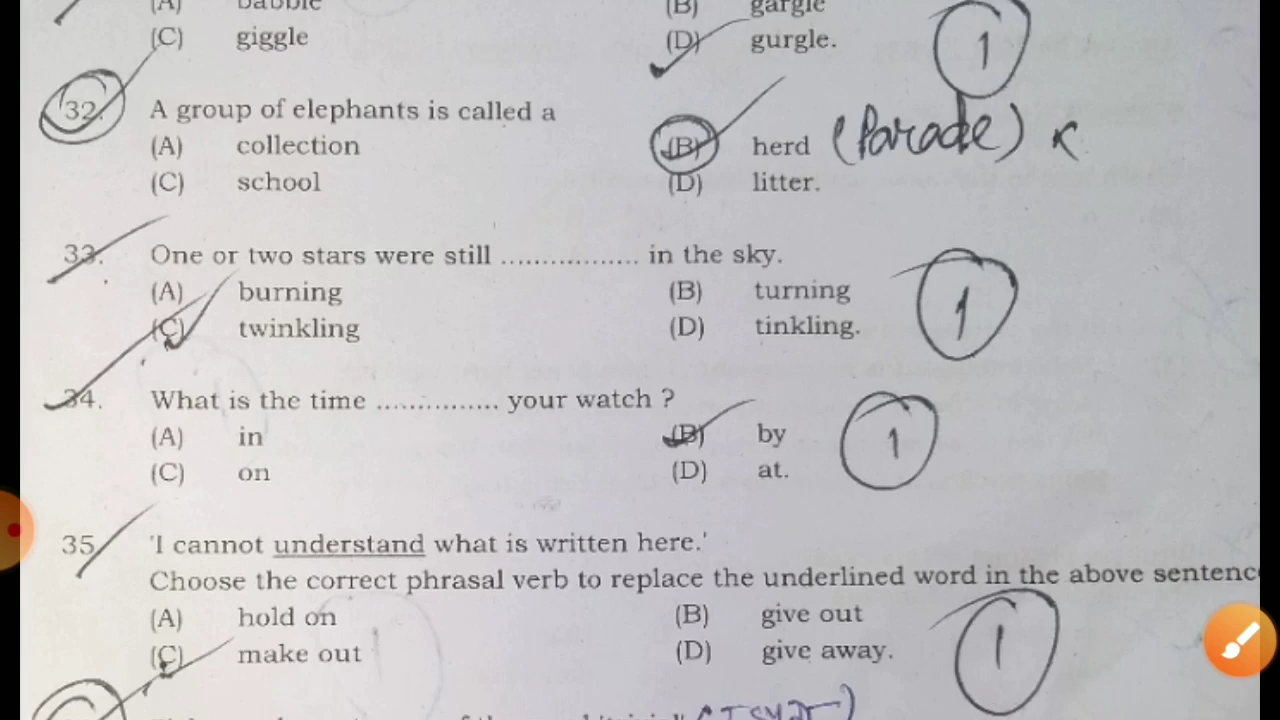 (A) babble (B) gargle
(C) giggle (D) gurgle. 1
32. A group of elephants is called a
(A) collection (B) herd (Parade)
(C) school (D) litter.
33. One or two stars were still ................. in the sky.
(A) burning (B) turning
(C) twinkling (D) tinkling. 1
34. What is the time ............... your watch ?
(A) in (B) by 1
(C) on (D) at.
35 'I cannot understand what is written here.'
Choose the correct phrasal verb to replace the underlined word in the above sentenc
(A) hold on (B) give out
(C) make out (D) give away. 1